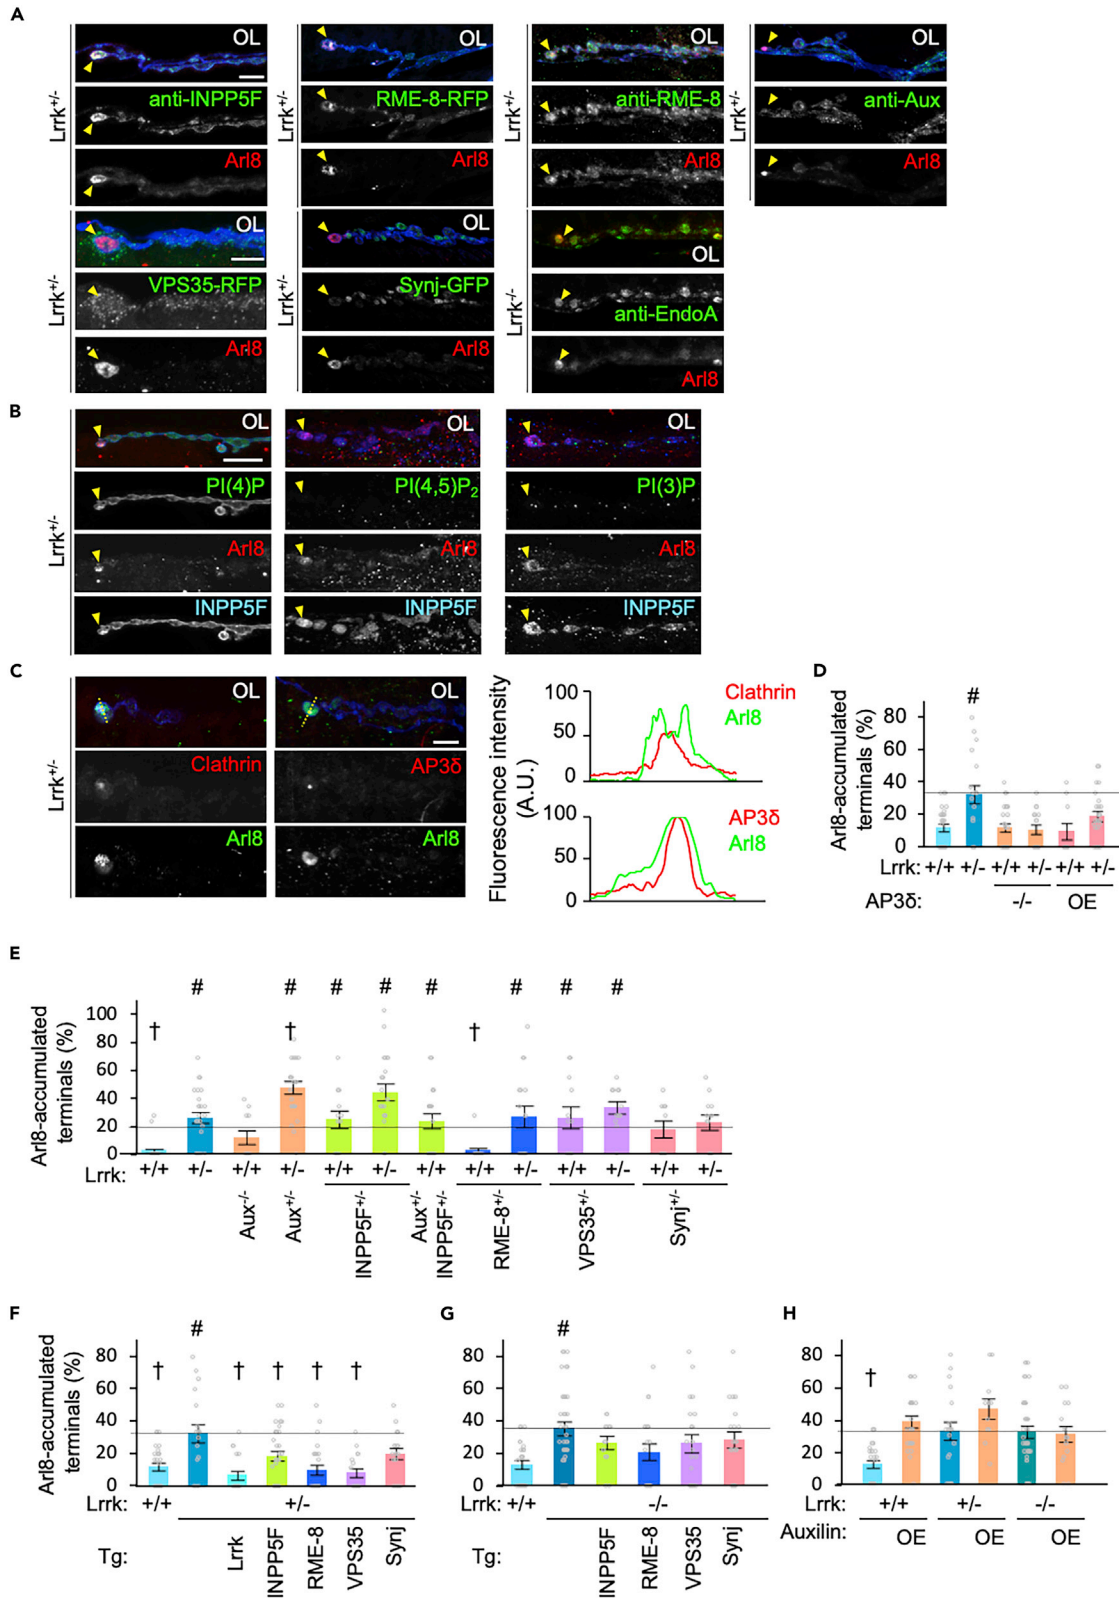 A
OL
OL
OL
OL
Lrrk+/-
anti-INPP5F
Lrrk+/-
RME-8-RFP
Lrrk+/-
anti-RME-8
Lrrk+/-
anti-Aux
Arl8
Arl8
Arl8
Arl8
OL
OL
OL
Lrrk+/-
VPS35-RFP
Lrrk+/-
Synj-GFP
Lrrk-/-
anti-EndoA
Arl8
Arl8
Arl8
B
OL
OL
OL
Lrrk+/-
PI(4)P
PI(4,5)P₂
PI(3)P
Arl8
Arl8
Arl8
INPP5F
INPP5F
INPP5F
C
OL
OL
Lrrk+/-
Clathrin
AP3δ
Arl8
Arl8
Fluorescence intensity (A.U.)
100
50
0
Clathrin
Arl8
100
50
0
AP3δ
Arl8
D
Arl8-accumulated terminals (%)
80
60
40
20
0
#
Lrrk: +/+ +/- +/+ +/- +/+ +/-
AP3δ: -/- OE
E
Arl8-accumulated terminals (%)
100
80
60
40
20
0
† # # # # # # # #
† †
Lrrk: +/+ +/- +/+ +/- +/+ +/- +/- +/+ +/- +/+ +/- +/+ +/-
Aux-/-
Aux+/-
INPP5F+/-
Aux+/- INPP5F+/-
RME-8+/-
VPS35+/-
Synj+/-
F
Arl8-accumulated terminals (%)
80
60
40
20
0
† # † † † †
Lrrk: +/+ +/-
Tg: Lrrk INPP5F RME-8 VPS35 Synj
G
80
60
40
20
0
#
Lrrk: +/+ -/-
Tg: INPP5F RME-8 VPS35 Synj
H
80
60
40
20
0
†
Lrrk: +/+ +/- -/-
Auxilin: OE OE OE